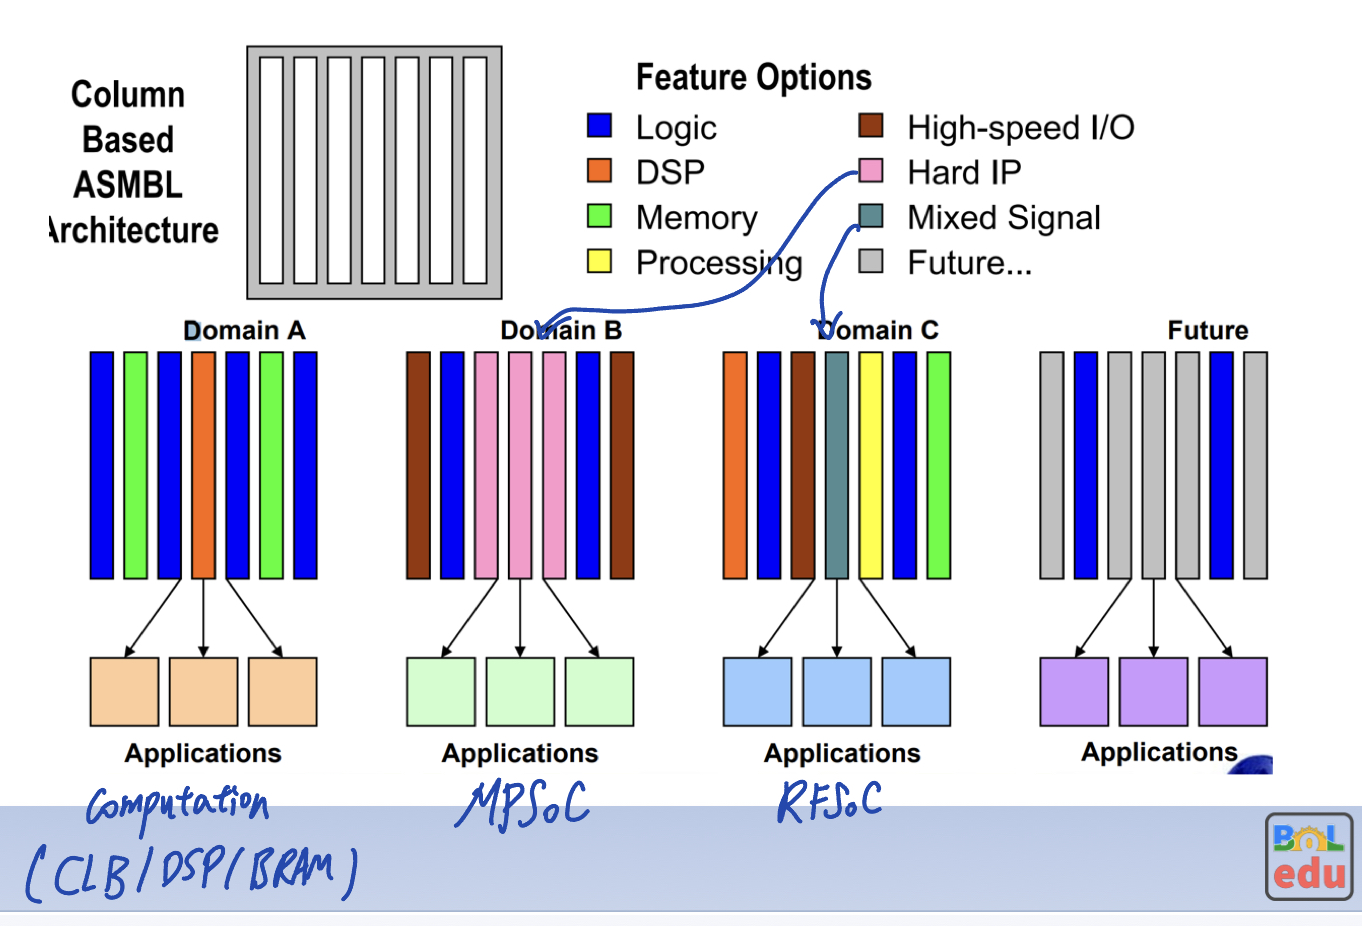 Column
Based
ASMBL
Architecture
Feature Options
Logic
High-speed I/O
DSP
Hard IP
Memory
Mixed Signal
Processing
Future...
Domain A
Domain B
Domain C
Future
Applications
Applications
Applications
Applications
Computation
MPSoC
RFSoC
(CLB/DSP/BRAM)
BOL
edu